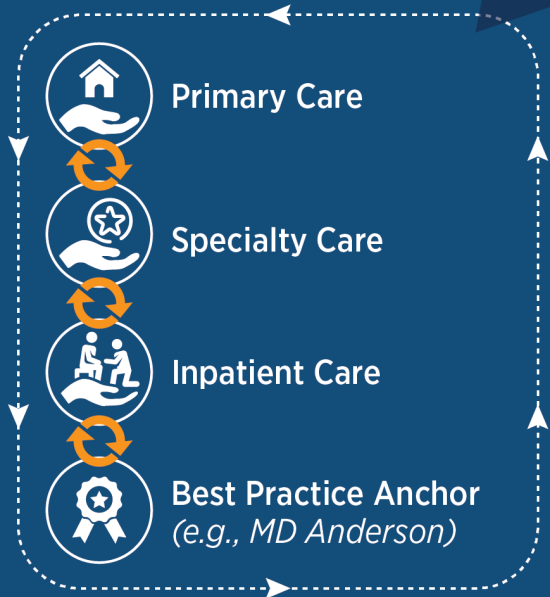 Primary Care
Specialty Care
Inpatient Care
Best Practice Anchor
(e.g., MD Anderson)